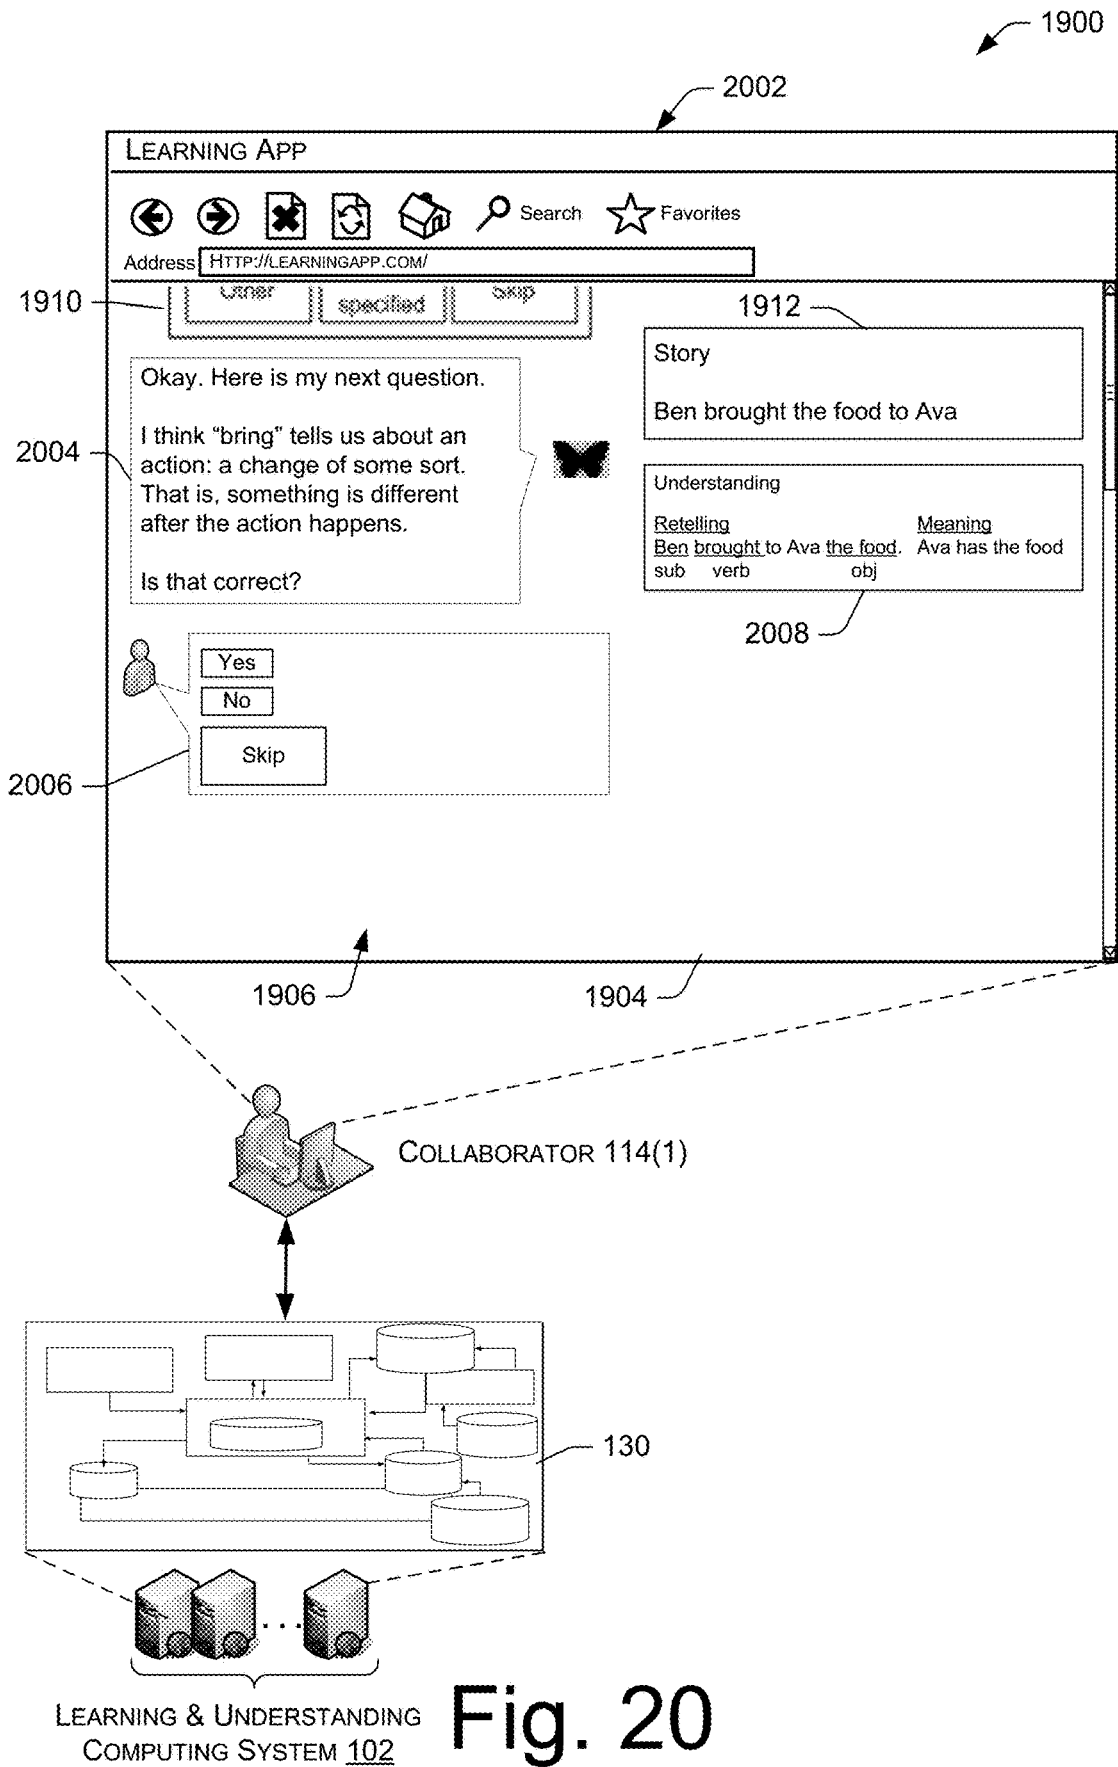 1900
2002
LEARNING APP
Search
Favorites
Address
HTTP://LEARNINGAPP.COM/
1910
Other
specified
Skip
1912
Story
Ben brought the food to Ava
Okay. Here is my next question.
I think “bring” tells us about an
action: a change of some sort.
That is, something is different
after the action happens.
Is that correct?
2004
Understanding
Retelling
Meaning
Ben brought to Ava the food.
Ava has the food
sub verb obj
2008
Yes
No
Skip
2006
1906
1904
COLLABORATOR 114(1)
130
...
LEARNING & UNDERSTANDING
COMPUTING SYSTEM 102
Fig. 20